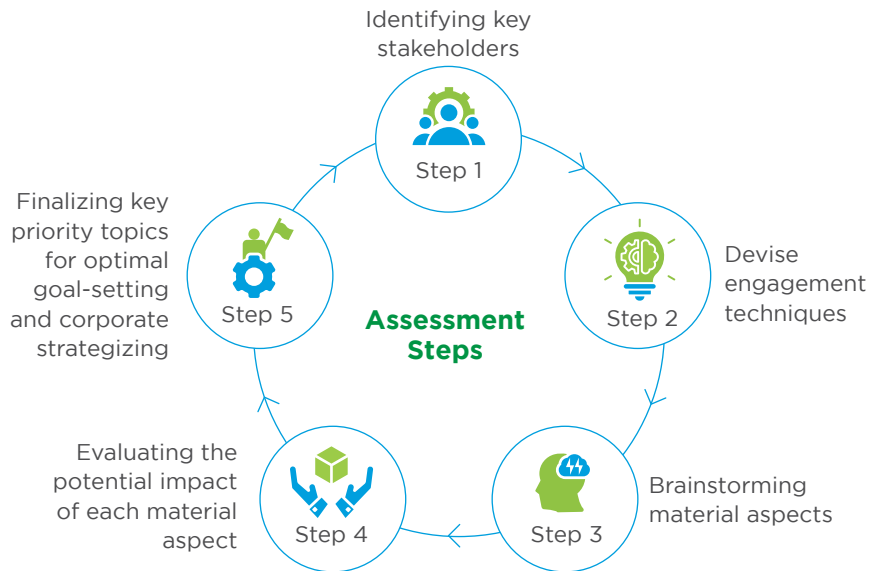 Identifying key
stakeholders
Step 1
Devise
engagement
techniques
Step 2
Brainstorming
material aspects
Step 3
Evaluating the
potential impact
of each material
aspect
Step 4
Finalizing key
priority topics
for optimal
goal-setting
and corporate
strategizing
Step 5
Assessment
Steps